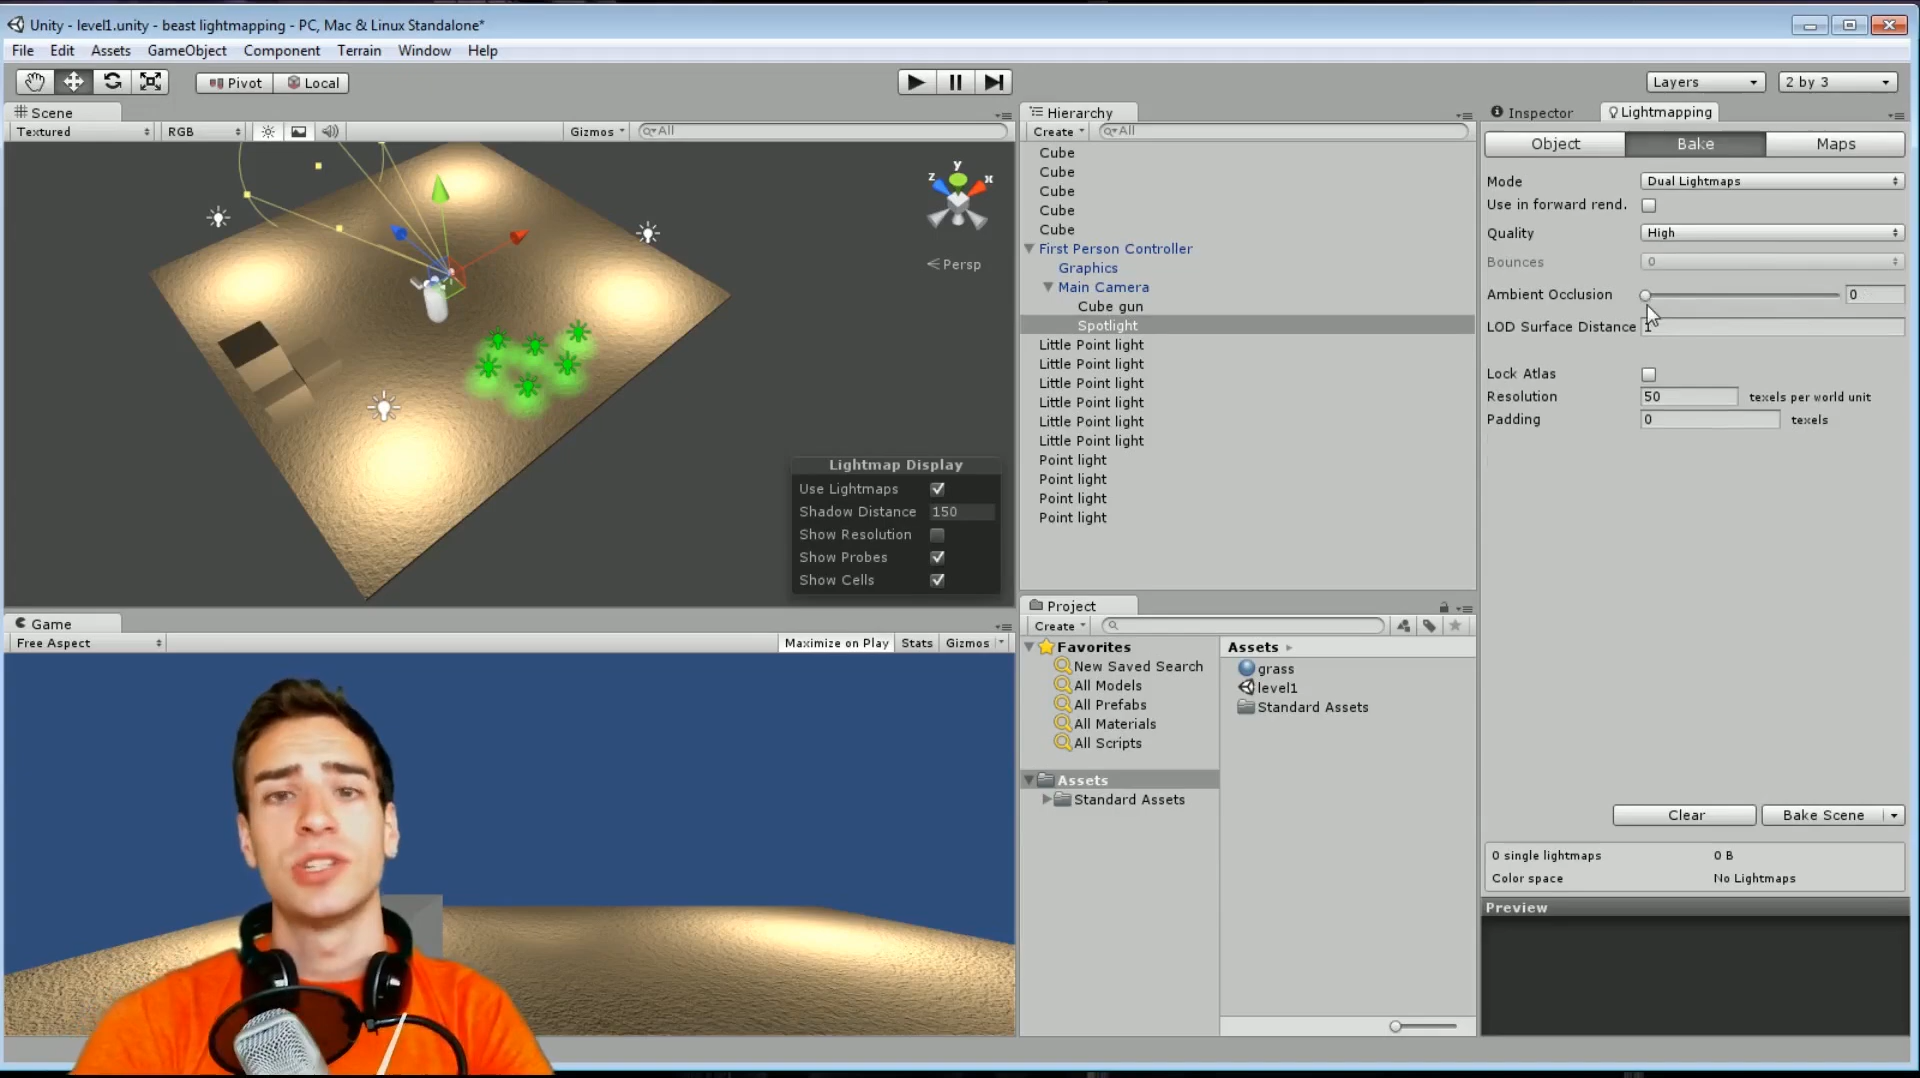 Unity - level1.unity - beast lightmapping - PC, Mac & Linux Standalone*
File Edit Assets GameObject Component Terrain Window Help
Pivot Local
Layers 2 by 3
Scene
Textured RGB Gizmos All
y
z x
Persp
Lightmap Display
Use Lightmaps
Shadow Distance 150
Show Resolution
Show Probes
Show Cells
Game
Free Aspect Maximize on Play Stats Gizmos
Hierarchy
Create All
Cube
Cube
Cube
Cube
Cube
First Person Controller
Graphics
Main Camera
Cube gun
Spotlight
Little Point light
Little Point light
Little Point light
Little Point light
Little Point light
Little Point light
Point light
Point light
Point light
Point light
Project
Create
Favorites
New Saved Search
All Models
All Prefabs
All Materials
All Scripts
Assets
Standard Assets
Assets
grass
level1
Standard Assets
Inspector Lightmapping
Object Bake Maps
Mode Dual Lightmaps
Use in forward rend.
Quality High
Bounces 0
Ambient Occlusion 0
LOD Surface Distance 1
Lock Atlas
Resolution 50 texels per world unit
Padding 0 texels
Clear Bake Scene
0 single lightmaps 0 B
Color space No Lightmaps
Preview